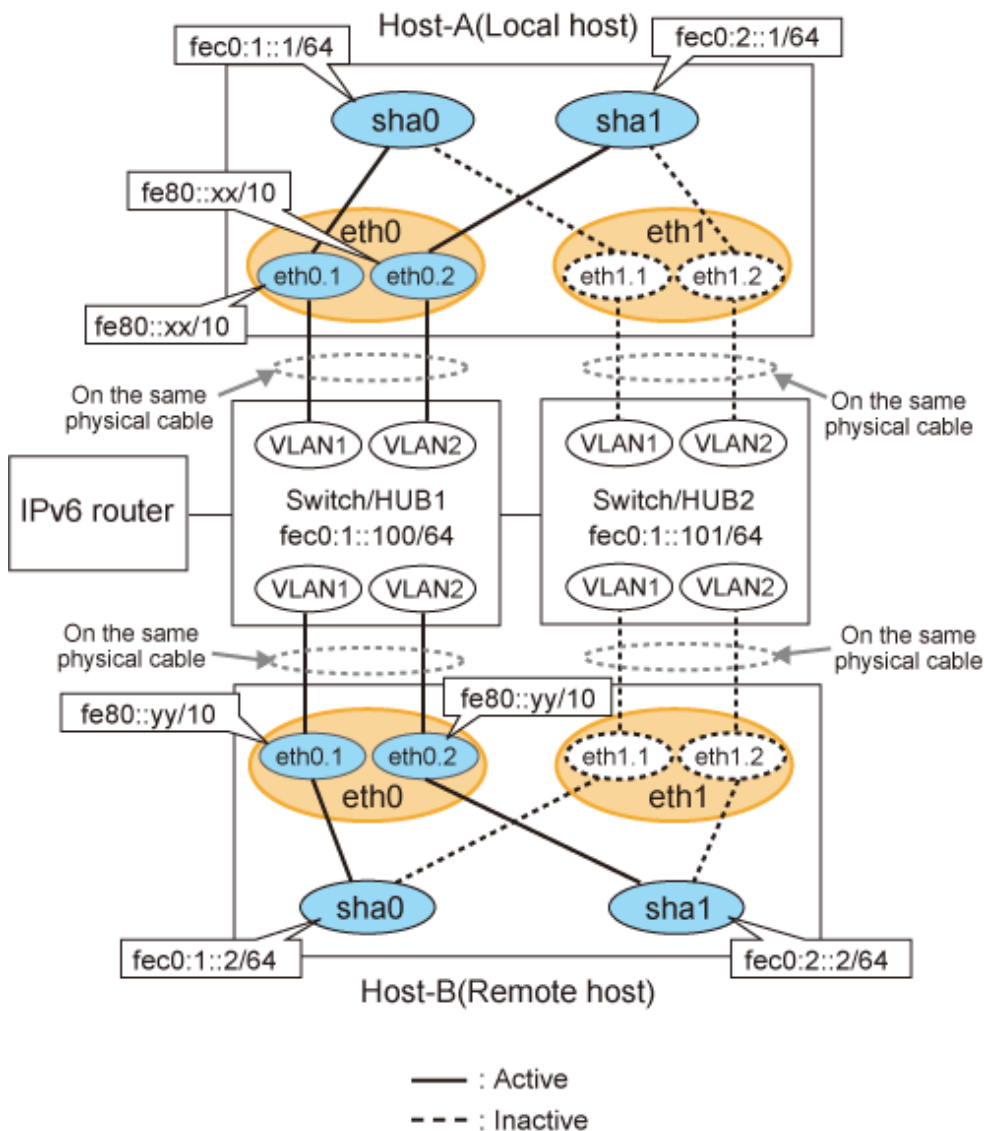 Host-A(Local host)
fec0:1::1/64
fec0:2::1/64
sha0
sha1
fe80::xx/10
eth0
eth1
eth0.1
eth0.2
eth1.1
eth1.2
fe80::xx/10
On the same
physical cable
On the same
physical cable
VLAN1
VLAN2
VLAN1
VLAN2
IPv6 router
Switch/HUB1
fec0:1::100/64
Switch/HUB2
fec0:1::101/64
VLAN1
VLAN2
VLAN1
VLAN2
On the same
physical cable
On the same
physical cable
fe80::yy/10
fe80::yy/10
eth0.1
eth0.2
eth1.1
eth1.2
eth0
eth1
sha0
sha1
fec0:1::2/64
fec0:2::2/64
Host-B(Remote host)
: Active
: Inactive